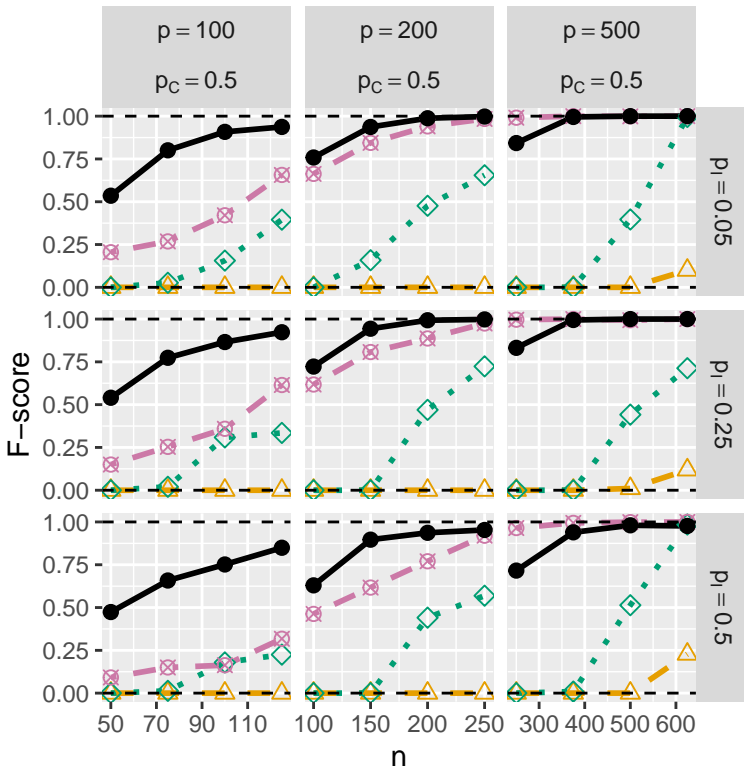 p = 100
p = 200
p = 500
p_C = 0.5
p_C = 0.5
p_C = 0.5
F−score
1.00
0.75
0.50
0.25
0.00
p_I = 0.05
1.00
0.75
0.50
0.25
0.00
p_I = 0.25
1.00
0.75
0.50
0.25
0.00
p_I = 0.5
50 70 90 110
100 150 200 250
300 400 500 600
n